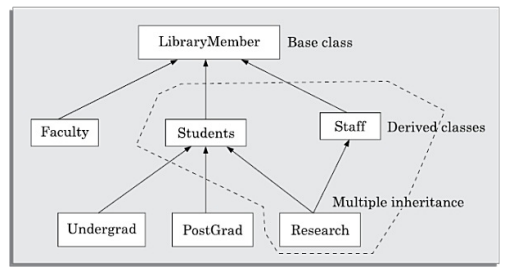 LibraryMember
Base class
Faculty
Students
Staff
Derived classes
Multiple inheritance
Undergrad
PostGrad
Research